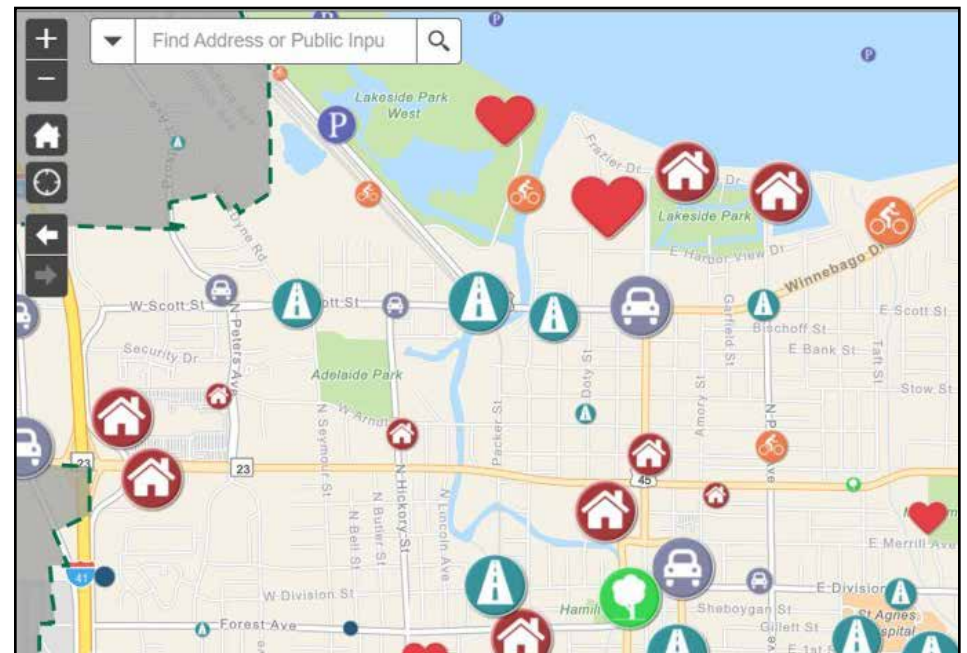 Find Address or Public Inpu
P
P
P
Lakeside Park
West
Frazier Dr
Dr
Lakeside Park
E Harbor View Dr
Winnebago Dr
Dyne Rd
W Scott St
ott St
E Scott St
N Peters Ave
Garfield St
Bischoff St
E Bank St
Taft St
Security Dr
Adelaide Park
Doty St
Amory St
Stow St
W Arndt
N Seymour St
Packer St
N P
ve
23
23
45
N Hickory St
N Lincoln Ave
N Butler St
N Bell St
E Merrill Ave
41
W Division St
E Division
Hamil
Sheboygan St
St Agnes
spital
Forest Ave
Gillett St
E 1st